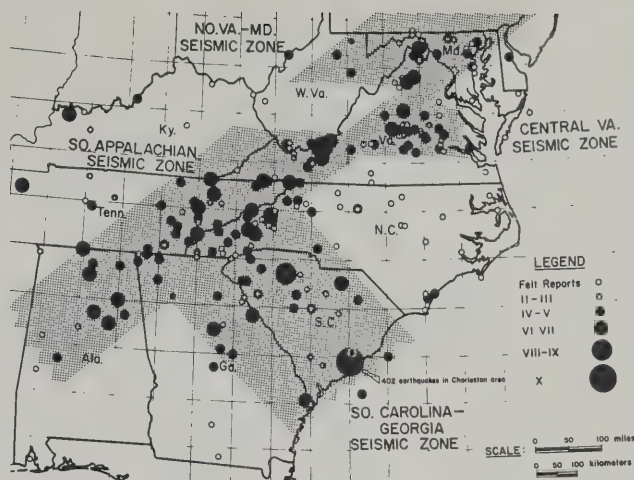 NO. VA.-MD.
SEISMIC ZONE
Md.
W. Va.
Ky.
Va.
CENTRAL VA.
SEISMIC ZONE
SO. APPALACHIAN
SEISMIC ZONE
Tenn.
N.C.
LEGEND
Felt Reports
II-III
IV-V
VI VII
VIII-IX
X
S.C.
Ala.
Ga.
402 earthquakes in Charleston area
SO. CAROLINA-
GEORGIA
SEISMIC ZONE
SCALE:
0 50 100 miles
0 50 100 kilometers